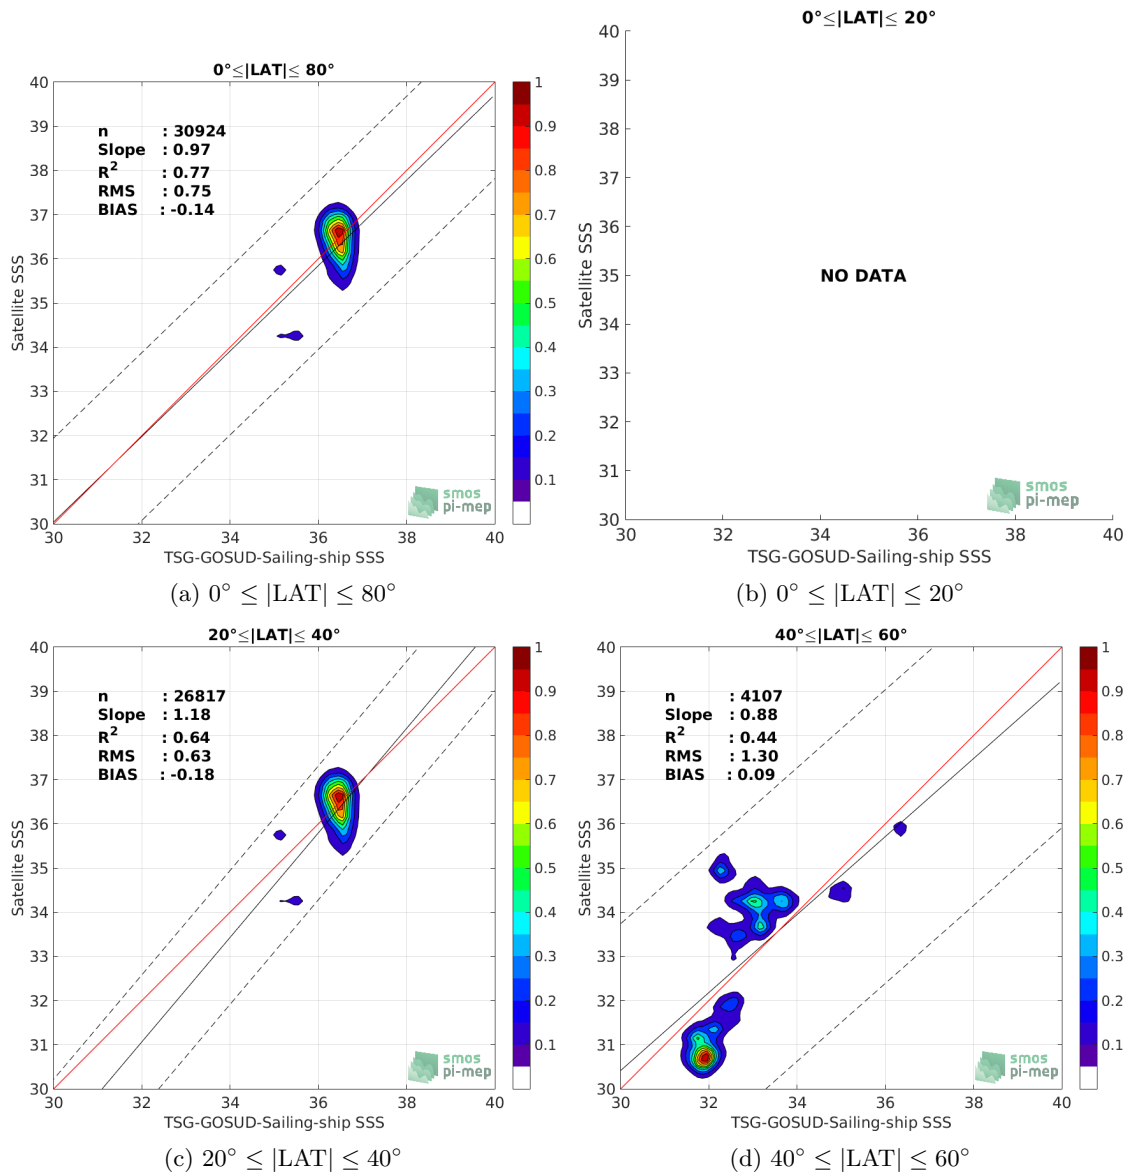 0°≤|LAT|≤ 80°
n : 30924
Slope : 0.97
R² : 0.77
RMS : 0.75
BIAS : -0.14
Satellite SSS
40
39
38
37
36
35
34
33
32
31
30
30 32 34 36 38 40
TSG-GOSUD-Sailing-ship SSS
1
0.9
0.8
0.7
0.6
0.5
0.4
0.3
0.2
0.1
smos
pi-mep
(a) 0° ≤ |LAT| ≤ 80°
0°≤|LAT|≤ 20°
NO DATA
Satellite SSS
40
39
38
37
36
35
34
33
32
31
30
30 32 34 36 38 40
TSG-GOSUD-Sailing-ship SSS
smos
pi-mep
(b) 0° ≤ |LAT| ≤ 20°
20°≤|LAT|≤ 40°
n : 26817
Slope : 1.18
R² : 0.64
RMS : 0.63
BIAS : -0.18
Satellite SSS
40
39
38
37
36
35
34
33
32
31
30
30 32 34 36 38 40
TSG-GOSUD-Sailing-ship SSS
1
0.9
0.8
0.7
0.6
0.5
0.4
0.3
0.2
0.1
smos
pi-mep
(c) 20° ≤ |LAT| ≤ 40°
40°≤|LAT|≤ 60°
n : 4107
Slope : 0.88
R² : 0.44
RMS : 1.30
BIAS : 0.09
Satellite SSS
40
39
38
37
36
35
34
33
32
31
30
30 32 34 36 38 40
TSG-GOSUD-Sailing-ship SSS
1
0.9
0.8
0.7
0.6
0.5
0.4
0.3
0.2
0.1
smos
pi-mep
(d) 40° ≤ |LAT| ≤ 60°